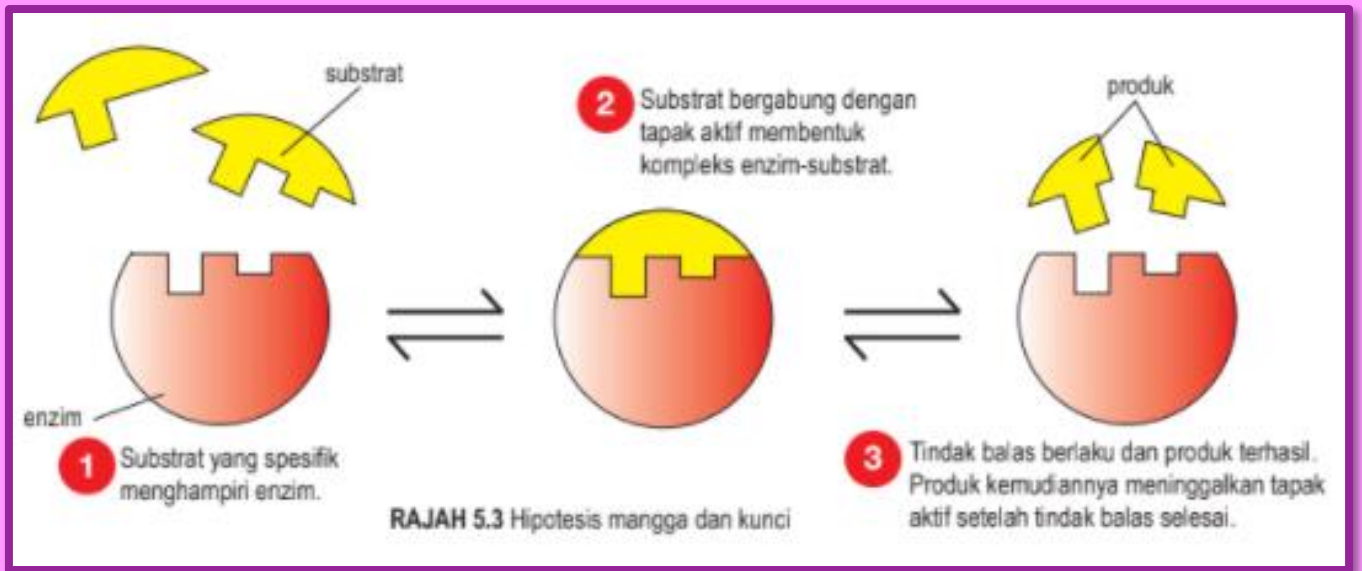 substrat
enzim
1 Substrat yang spesifik
menghampiri enzim.
2 Substrat bergabung dengan
tapak aktif membentuk
kompleks enzim-substrat.
produk
3 Tindak balas berlaku dan produk terhasil.
Produk kemudiannya meninggalkan tapak
aktif setelah tindak balas selesai.
RAJAH 5.3 Hipotesis mangga dan kunci